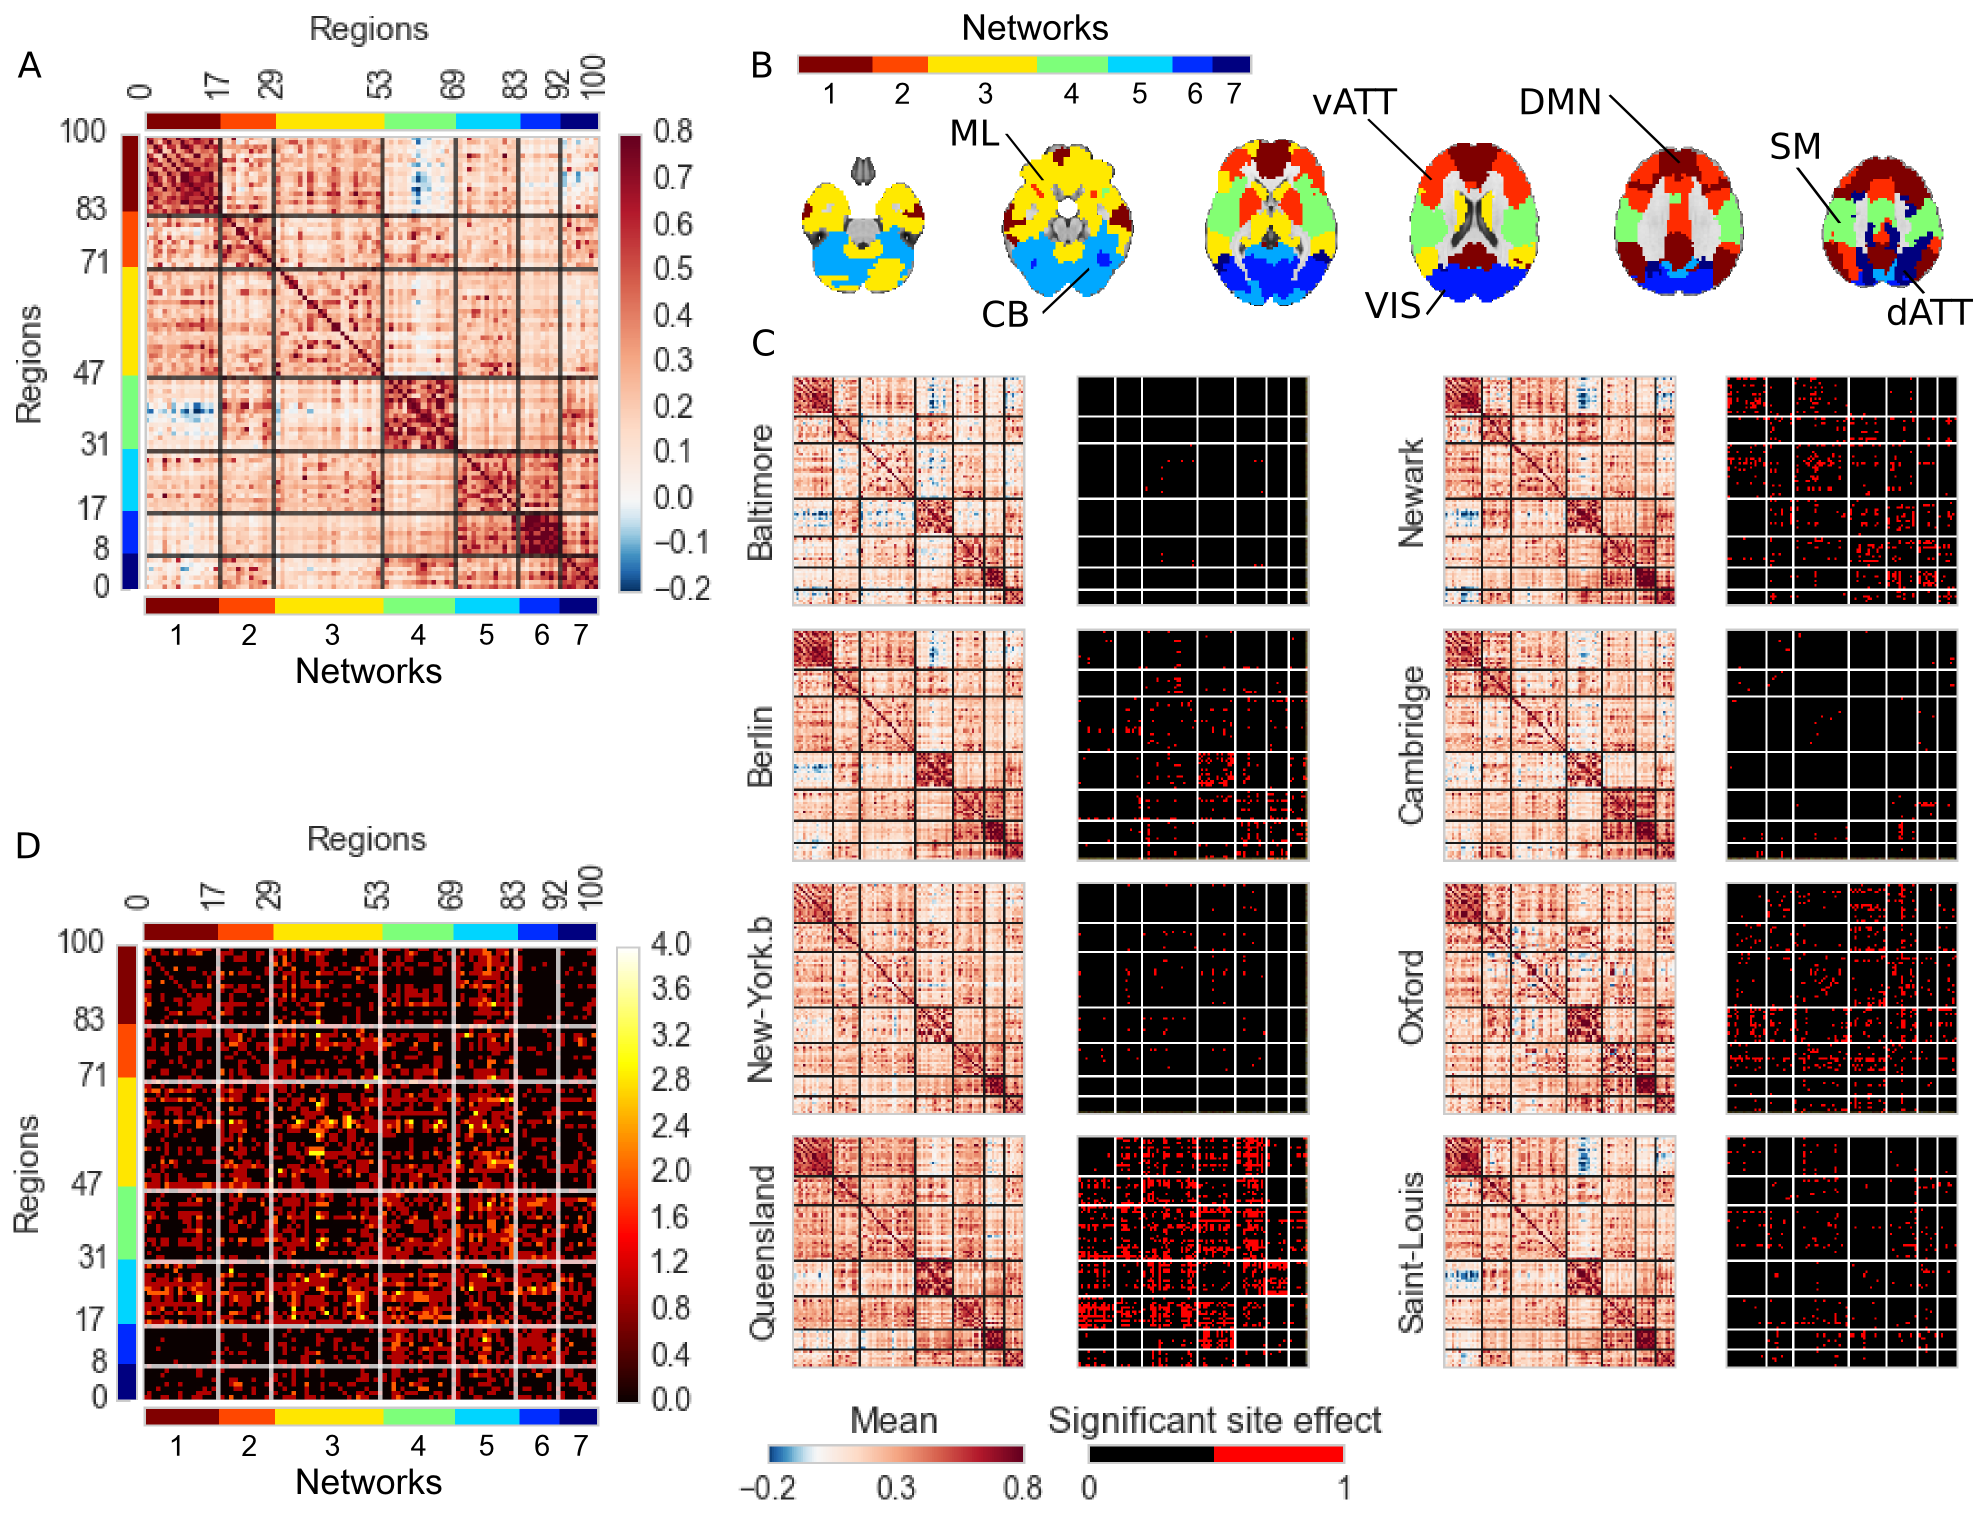 A
Regions
0 17 29 53 69 83 92 100
100
83
71
47
31
17
8
0
Regions
0.8
0.7
0.6
0.5
0.4
0.3
0.2
0.1
0.0
−0.1
−0.2
1 2 3 4 5 6 7
Networks
B
Networks
1 2 3 4 5 6 7
ML
CB
vATT
VIS
DMN
SM
dATT
C
Baltimore
Newark
Berlin
Cambridge
New-York.b
Oxford
Queensland
Saint-Louis
Mean
−0.2 0.3 0.8
Significant site effect
0 1
D
Regions
0 17 29 53 69 83 92 100
100
83
71
47
31
17
8
0
Regions
4.0
3.6
3.2
2.8
2.4
2.0
1.6
1.2
0.8
0.4
0.0
1 2 3 4 5 6 7
Networks